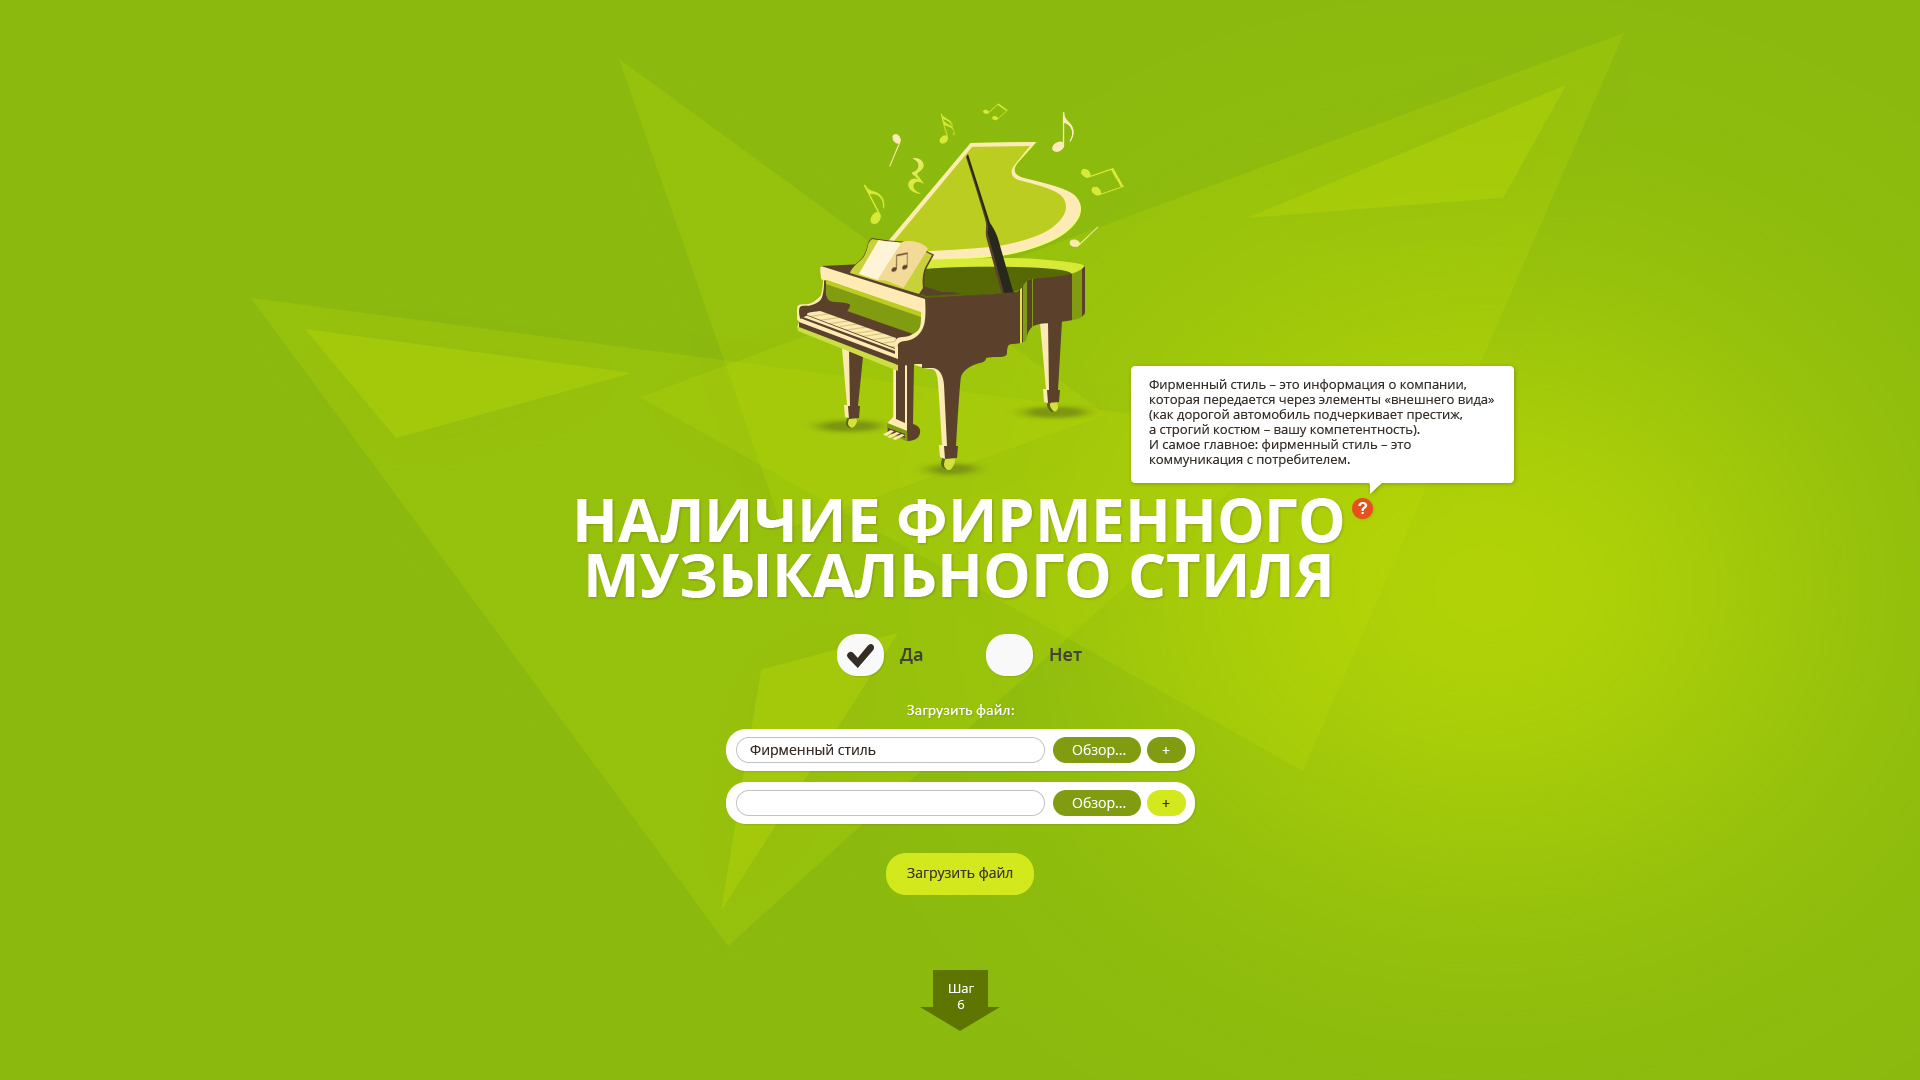 Фирменный стиль – это информация о компании,
которая передается через элементы «внешнего вида»
(как дорогой автомобиль подчеркивает престиж,
а строгий костюм – вашу компетентность).
И самое главное: фирменный стиль – это
коммуникация с потребителем.
НАЛИЧИЕ ФИРМЕННОГО ?
МУЗЫКАЛЬНОГО СТИЛЯ
Да Нет
Загрузить файл:
Фирменный стиль Обзор... +
Обзор... +
Загрузить файл
Шаг
6